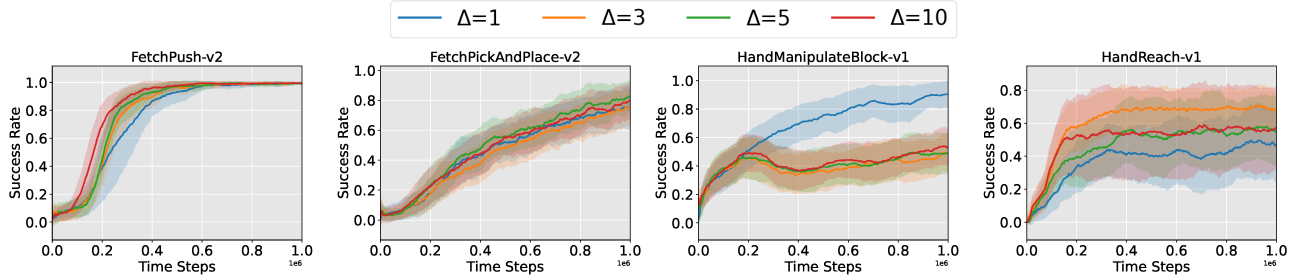 Δ=1 Δ=3 Δ=5 Δ=10
FetchPush-v2
Success Rate
1.0
0.8
0.6
0.4
0.2
0.0
0.0 0.2 0.4 0.6 0.8 1.0
1e6
Time Steps
FetchPickAndPlace-v2
Success Rate
1.0
0.8
0.6
0.4
0.2
0.0
0.0 0.2 0.4 0.6 0.8 1.0
1e6
Time Steps
HandManipulateBlock-v1
Success Rate
1.0
0.8
0.6
0.4
0.2
0.0
0.0 0.2 0.4 0.6 0.8 1.0
1e6
Time Steps
HandReach-v1
Success Rate
0.8
0.6
0.4
0.2
0.0
0.0 0.2 0.4 0.6 0.8 1.0
1e6
Time Steps